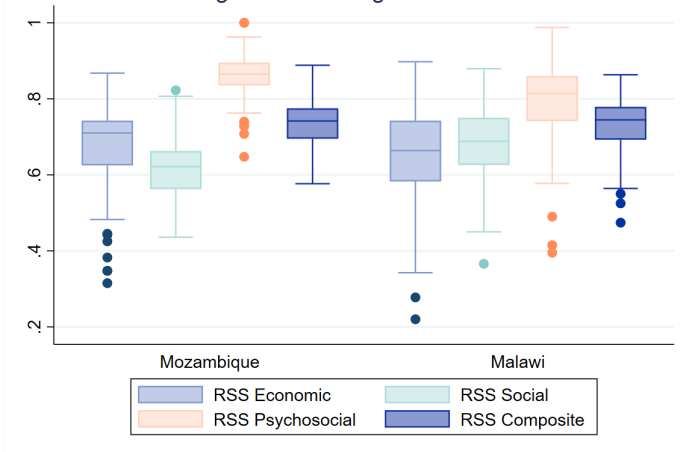 1
.8
.6
.4
.2
Mozambique Malawi
RSS Economic RSS Social
RSS Psychosocial RSS Composite